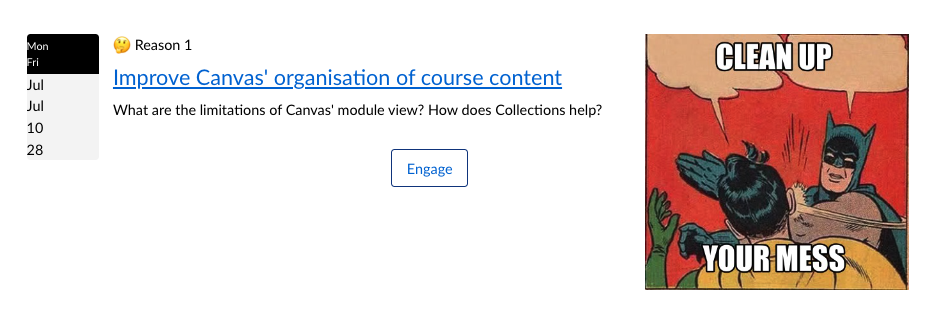 Mon
Fri
Jul
Jul
10
28
🤔 Reason 1
Improve Canvas' organisation of course content
What are the limitations of Canvas' module view? How does Collections help?
Engage
CLEAN UP
YOUR MESS